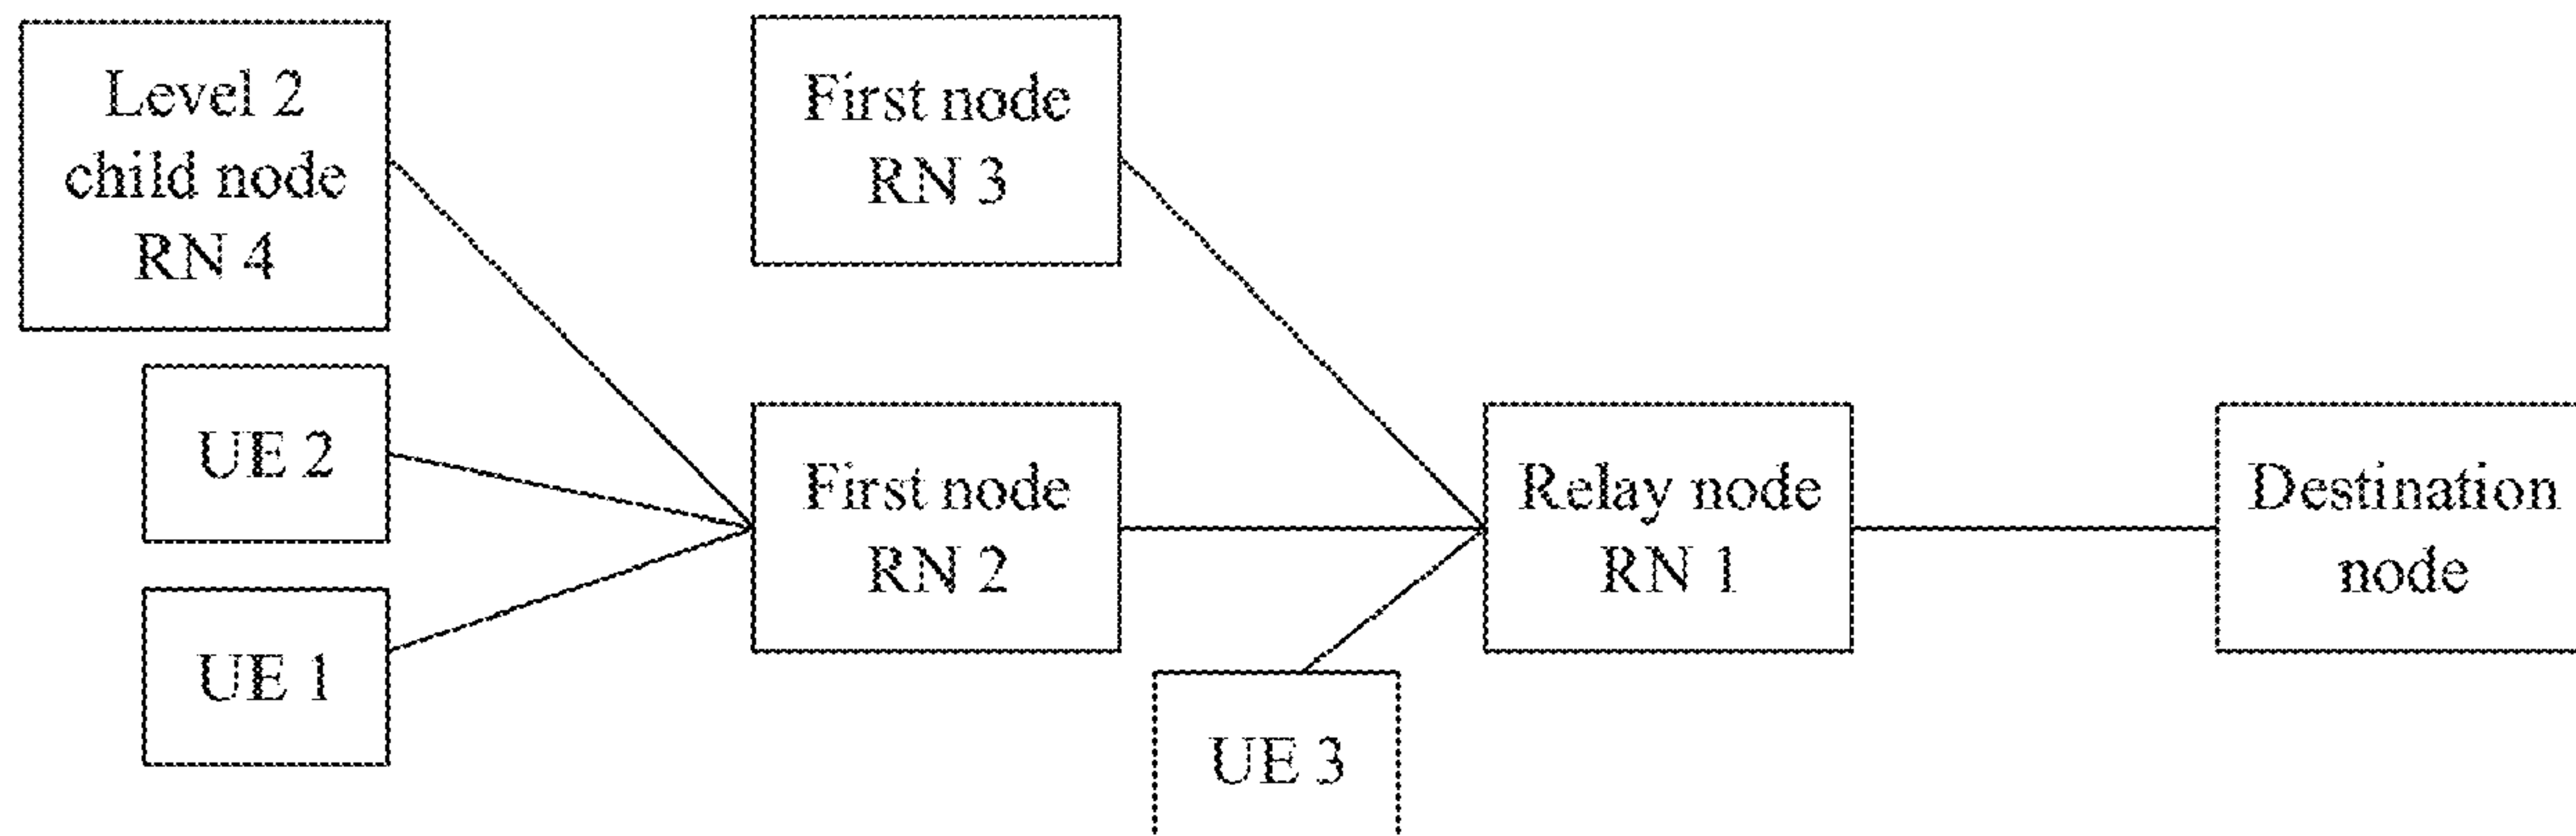 Level 2
child node
RN 4
First node
RN 3
UE 2
First node
RN 2
Relay node
RN 1
Destination
node
UE 1
UE 3